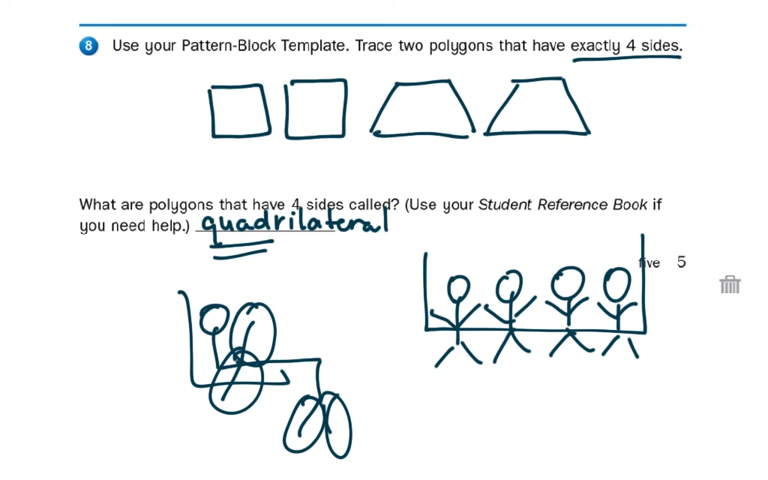 8 Use your Pattern-Block Template. Trace two polygons that have exactly 4 sides.
What are polygons that have 4 sides called? (Use your Student Reference Book if
you need help.) quadrilateral
five 5